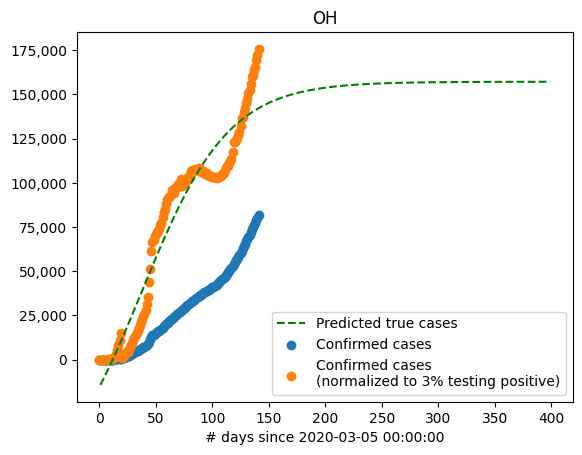 OH
175,000
150,000
125,000
100,000
75,000
50,000
25,000
0
Predicted true cases
Confirmed cases
Confirmed cases
(normalized to 3% testing positive)
0 50 100 150 200 250 300 350 400
# days since 2020-03-05 00:00:00